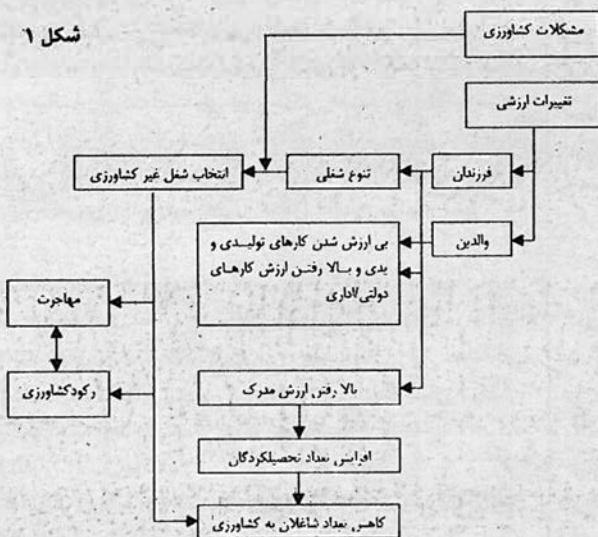 شکل ۱
مشکلات کشاورزی
تغییرات ارزشی
فرزندان
تنوع شغلی
انتخاب شغل غیر کشاورزی
والدین
بی ارزش شدن کارهای تولیدی و
یدی و بالا رفتن ارزش کارهای
دولتی/اداری
مهاجرت
رکودکشاورزی
بالا رفتن ارزش مدرک
افزایش تعداد تحصیلکردگان
کاهش تعداد شاغلان به کشاورزی